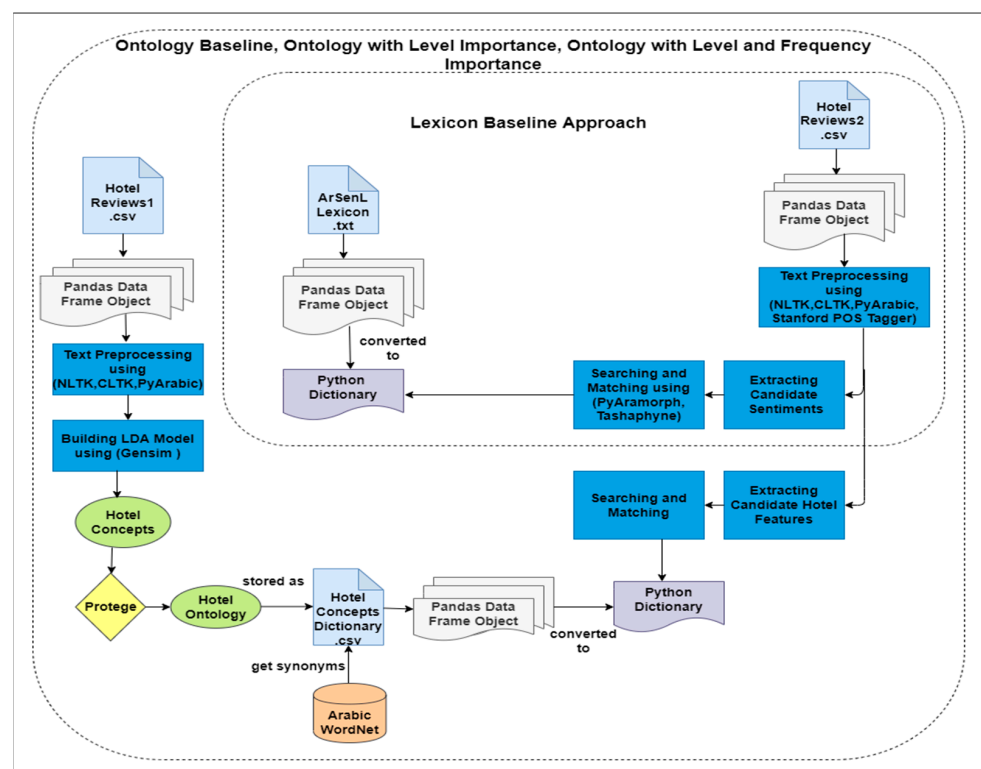 Ontology Baseline, Ontology with Level Importance, Ontology with Level and Frequency
Importance
Lexicon Baseline Approach
Hotel
Reviews2
.csv
Hotel
Reviews1
.csv
ArSenL
Lexicon
.txt
Pandas Data
Frame Object
Pandas Data
Frame Object
Pandas Data
Frame Object
Text Preprocessing
using
(NLTK,CLTK,PyArabic,
Stanford POS Tagger)
converted
to
Text Preprocessing
using
(NLTK,CLTK,PyArabic)
Python
Dictionary
Searching and
Matching using
(PyAramorph,
Tashaphyne)
Extracting
Candidate
Sentiments
Building LDA Model
using (Gensim )
Searching and
Matching
Extracting
Candidate Hotel
Features
Hotel
Concepts
Protege
Hotel
Ontology
stored as
Hotel
Concepts
Dictionary
.csv
Pandas Data
Frame Object
converted
to
Python
Dictionary
get synonyms
Arabic
WordNet